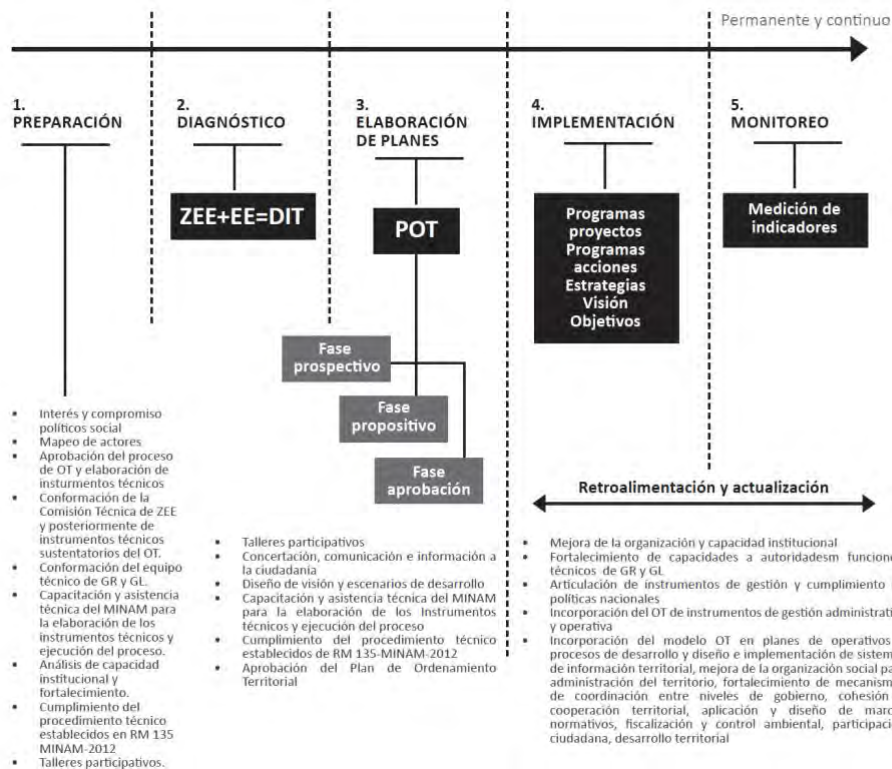 Permanente y continuo
1.
PREPARACIÓN
2.
DIAGNÓSTICO
3.
ELABORACIÓN
DE PLANES
4.
IMPLEMENTACIÓN
5.
MONITOREO
ZEE+EE=DIT
POT
Programas
proyectos
Programas
acciones
Estrategias
Visión
Objetivos
Medición de
indicadores
Fase
prospectivo
Fase
propositivo
Fase
aprobación
Retroalimentación y actualización
▪ Interés y compromiso
políticos social
▪ Mapeo de actores
▪ Aprobación del proceso
de OT y elaboración de
insturmentos técnicos
▪ Conformación de la
Comisión Técnica de ZEE
y posteriormente de
instrumentos técnicos
sustentatorios del OT.
▪ Conformación del equipo
técnico de GR y GL.
▪ Capacitación y asistencia
técnica del MINAM para
la elaboración de los
instrumentos técnicos y
ejecución del proceso.
▪ Análisis de capacidad
institucional y
fortalecimiento.
▪ Cumplimiento del
procedimiento técnico
establecidos en RM 135
MINAM-2012
▪ Talleres participativos.
▪ Talleres participativos
▪ Concertación, comunicación e información a
la ciudadanía
▪ Diseño de visión y escenarios de desarrollo
▪ Capacitación y asistencia técnica del MINAM
para la elaboración de los Instrumentos
técnicos y ejecución del proceso
▪ Cumplimiento del procedimiento técnico
establecidos de RM 135-MINAM-2012
▪ Aprobación del Plan de Ordenamiento
Territorial
▪ Mejora de la organización y capacidad institucional
▪ Fortalecimiento de capacidades a autoridadesm funcione
técnicos de GR y GL
▪ Articulación de instrumentos de gestión y cumplimiento
políticas nacionales
▪ Incorporación del OT de instrumentos de gestión administrati
y operativa
▪ Incorporación del modelo OT en planes de operativos
procesos de desarrollo y diseño e implementación de sistem
de información territorial, mejora de la organización social pa
administración del territorio, fortalecimiento de mecanism
de coordinación entre niveles de gobierno, cohesión
cooperación territorial, aplicación y diseño de marc
normativos, fiscalización y control ambiental, participaci
ciudadana, desarrollo territorial